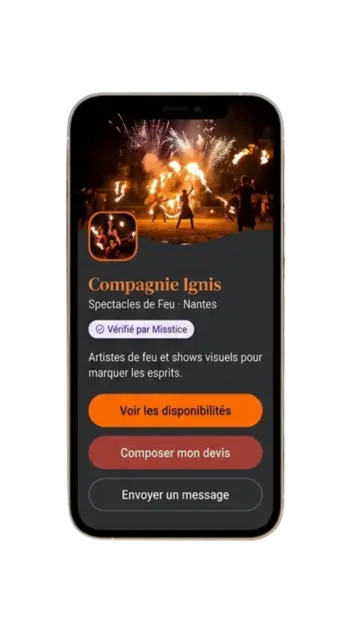 Compagnie Ignis
Spectacles de Feu · Nantes
Vérifié par Misstice
Artistes de feu et shows visuels pour
marquer les esprits.
Voir les disponibilités
Composer mon devis
Envoyer un message